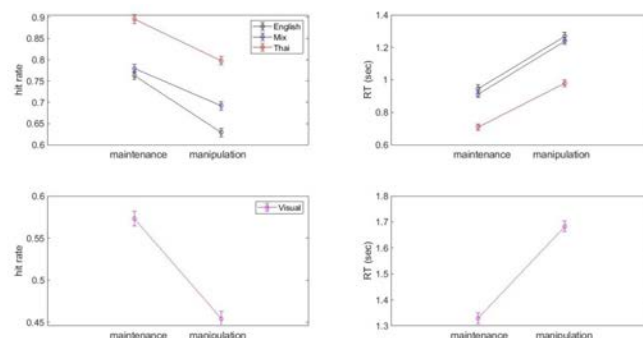 0.9
0.85
0.8
0.75
0.7
0.65
0.6
hit rate
maintenance manipulation
English
Mix
Thai
1.4
1.2
1
0.8
0.6
RT (sec)
maintenance manipulation
0.6
0.55
0.5
0.45
hit rate
maintenance manipulation
Visual
1.8
1.7
1.6
1.5
1.4
1.3
RT (sec)
maintenance manipulation